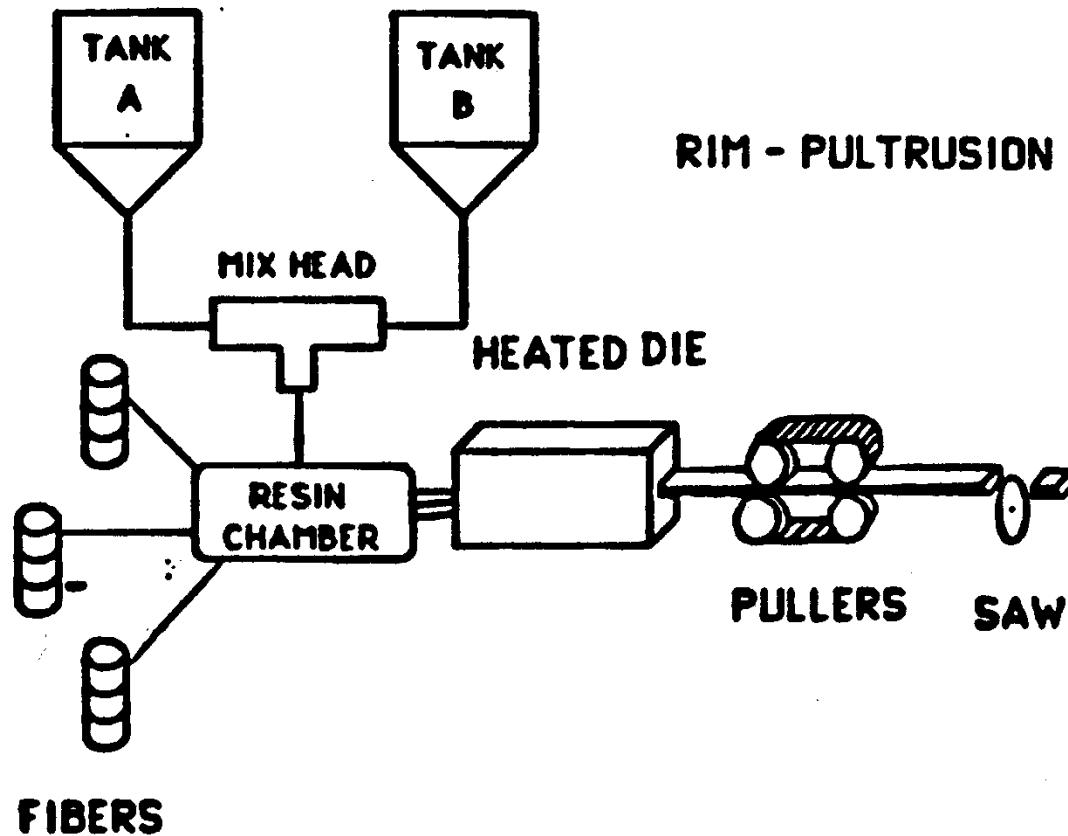 TANK
A
TANK
B
RIM - PULTRUSION
MIX HEAD
HEATED DIE
RESIN
CHAMBER
PULLERS
SAW
FIBERS